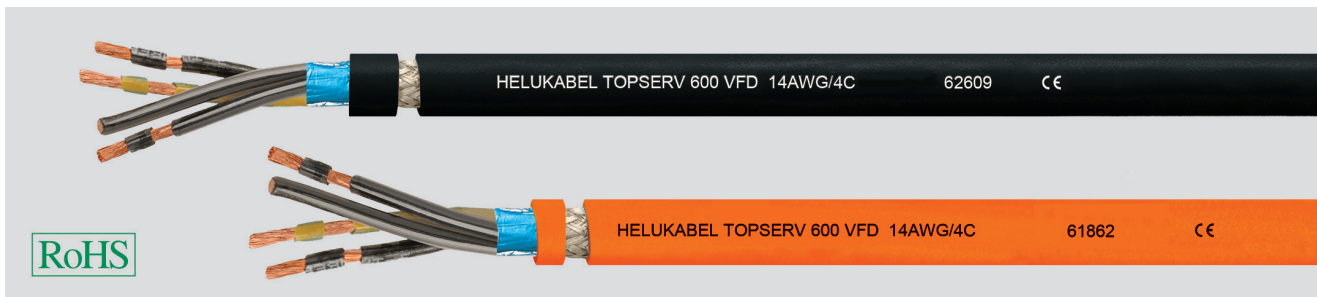 HELUKABEL TOPSERV 600 VFD 14AWG/4C 62609 CE
HELUKABEL TOPSERV 600 VFD 14AWG/4C 61862 CE
RoHS